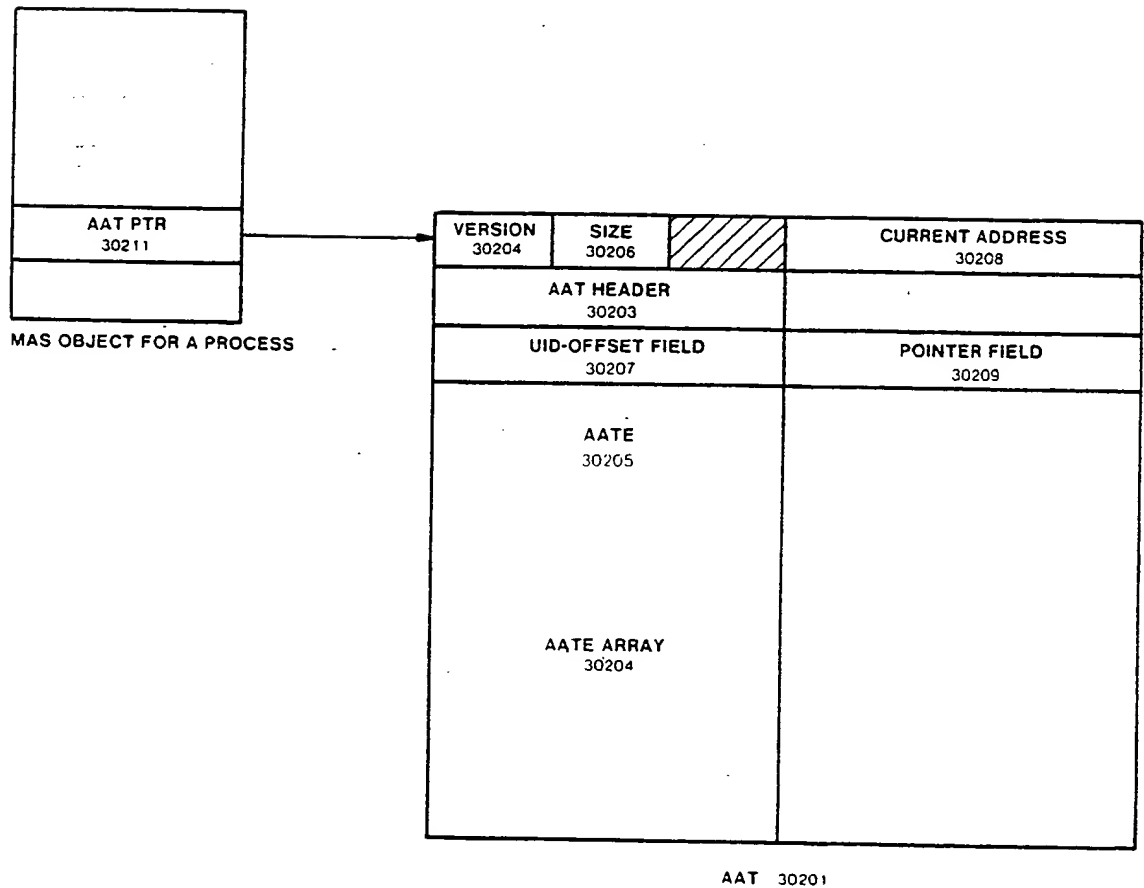 AAT PTR
30211
MAS OBJECT FOR A PROCESS
VERSION
30204
SIZE
30206
CURRENT ADDRESS
30208
AAT HEADER
30203
UID-OFFSET FIELD
30207
POINTER FIELD
30209
AATE
30205
AATE ARRAY
30204
AAT 30201